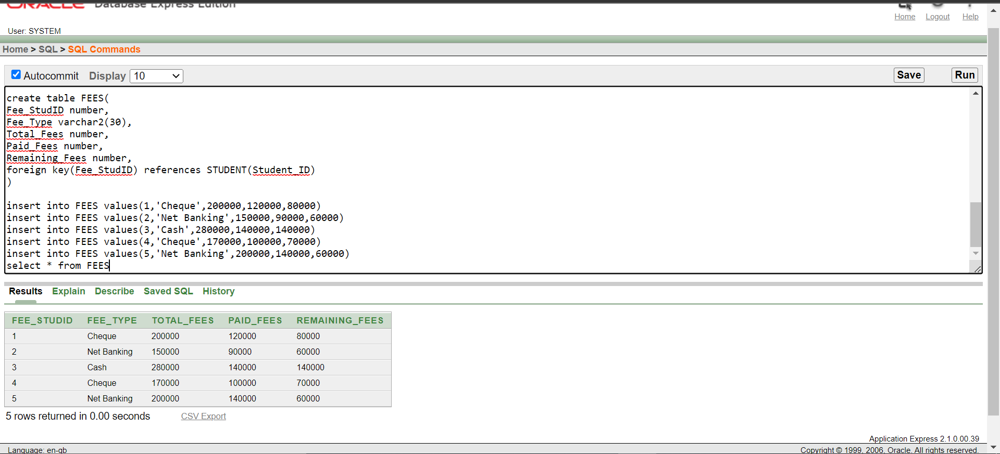 ORACLE Database Express Edition
Home Logout Help
User: SYSTEM
Home > SQL > SQL Commands
Autocommit Display 10 Save Run
create table FEES(
Fee_StudID number,
Fee_Type varchar2(30),
Total_Fees number,
Paid_Fees number,
Remaining_Fees number,
foreign key(Fee_StudID) references STUDENT(Student_ID)
)
insert into FEES values(1,'Cheque',200000,120000,80000)
insert into FEES values(2,'Net Banking',150000,90000,60000)
insert into FEES values(3,'Cash',280000,140000,140000)
insert into FEES values(4,'Cheque',170000,100000,70000)
insert into FEES values(5,'Net Banking',200000,140000,60000)
select * from FEES
Results Explain Describe Saved SQL History
FEE_STUDID FEE_TYPE TOTAL_FEES PAID_FEES REMAINING_FEES
1 Cheque 200000 120000 80000
2 Net Banking 150000 90000 60000
3 Cash 280000 140000 140000
4 Cheque 170000 100000 70000
5 Net Banking 200000 140000 60000
5 rows returned in 0.00 seconds CSV Export
Application Express 2.1.0.00.39
Language: en-gb Copyright © 1999, 2006, Oracle. All rights reserved.